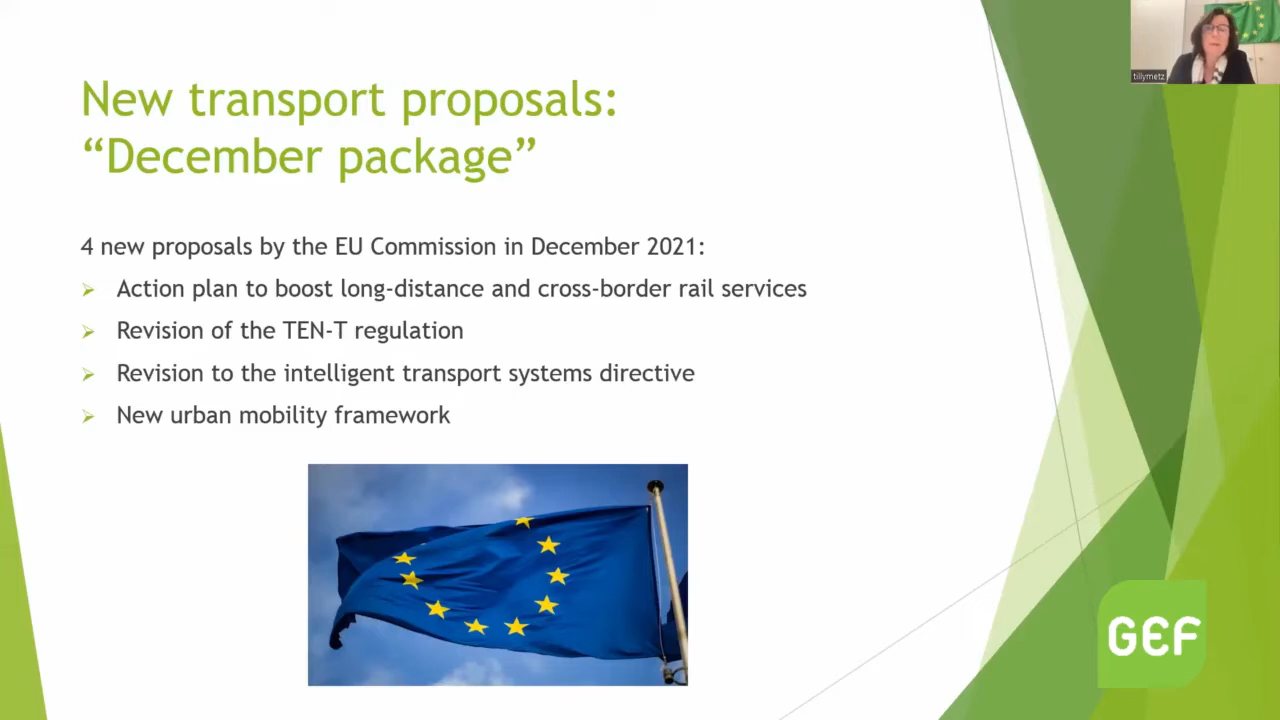 tillymetz
New transport proposals:
“December package”
4 new proposals by the EU Commission in December 2021:
Action plan to boost long-distance and cross-border rail services
Revision of the TEN-T regulation
Revision to the intelligent transport systems directive
New urban mobility framework
GEF